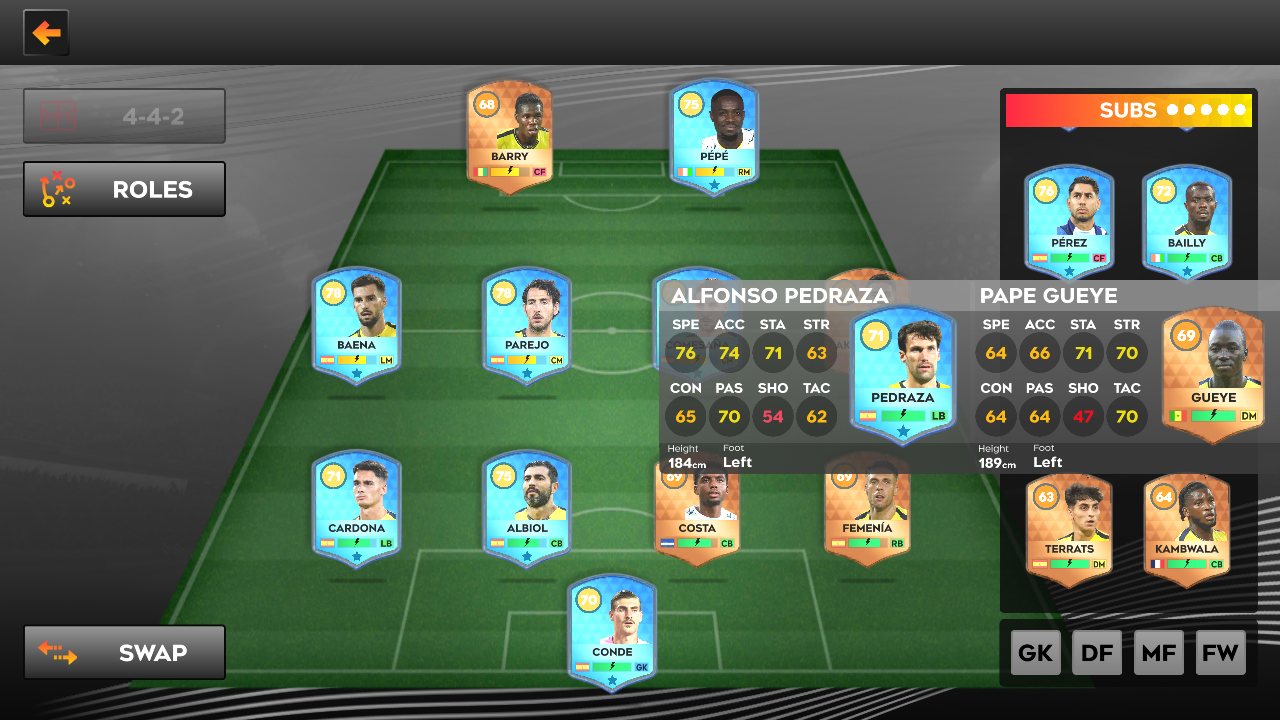 4-4-2
ROLES
68
BARRY
CF
75
PÉPÉ
RM
SUBS
76
PÉREZ
CF
72
BAILLY
CB
78
BAENA
LM
78
PAREJO
CM
ALFONSO PEDRAZA
SPE ACC STA STR
76 74 71 63
CON PAS SHO TAC
65 70 54 62
Height Foot
184cm Left
71
PEDRAZA
LB
PAPE GUEYE
SPE ACC STA STR
64 66 71 70
CON PAS SHO TAC
64 64 47 70
Height Foot
189cm Left
69
GUEYE
DM
71
CARDONA
LB
75
ALBIOL
CB
69
COSTA
CB
69
FEMENÍA
RB
63
TERRATS
DM
64
KAMBWALA
CB
70
CONDE
GK
SWAP
GK DF MF FW